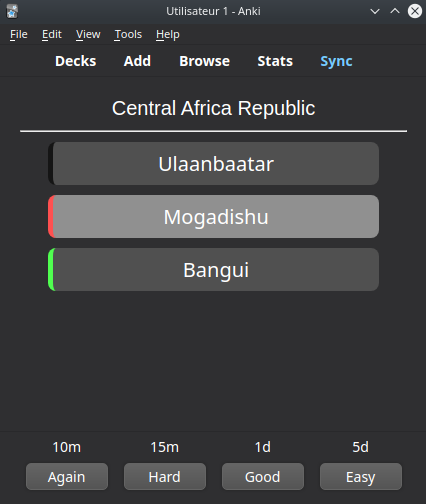 Utilisateur 1 - Anki
File Edit View Tools Help
Decks Add Browse Stats Sync
Central Africa Republic
Ulaanbaatar
Mogadishu
Bangui
10m 15m 1d 5d
Again Hard Good Easy